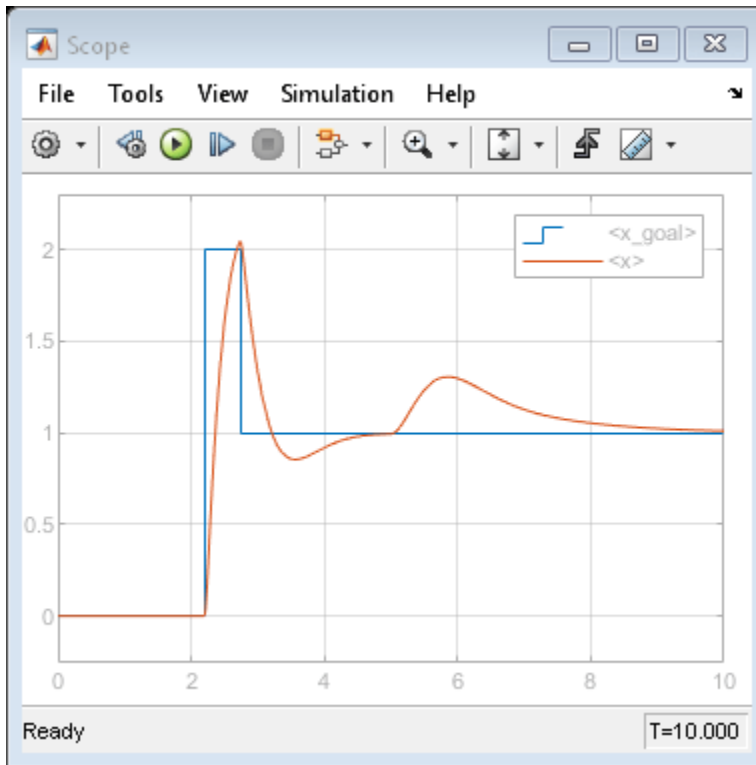 Scope
File Tools View Simulation Help
<x_goal>
<x>
2
1.5
1
0.5
0
0 2 4 6 8 10
Ready T=10.000